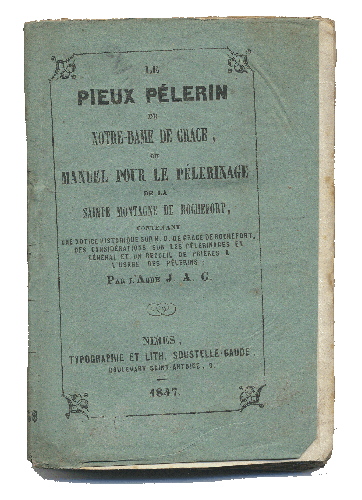 LE
PIEUX PÉLERIN
DE
NOTRE-DAME DE GRACE,
OU
MANUEL POUR LE PÉLERINAGE
DE LA
SAINTE MONTAGNE DE ROCHEFORT,
CONTENANT
UNE NOTICE HISTORIQUE SUR N. D. DE GRACE DE ROCHEFORT,
DES CONSIDÉRATIONS SUR LES PÉLERINAGES EN
GÉNÉRAL ET UN RECUEIL DE PRIÈRES A
L'USAGE DES PÉLERINS;
PAR L'ABBÉ J. A. C.
NIMES,
TYPOGRAPHIE ET LITH. SOUSTELLE-GAUDE,
BOULEVART SAINT-ANTOINE, 9.
1847